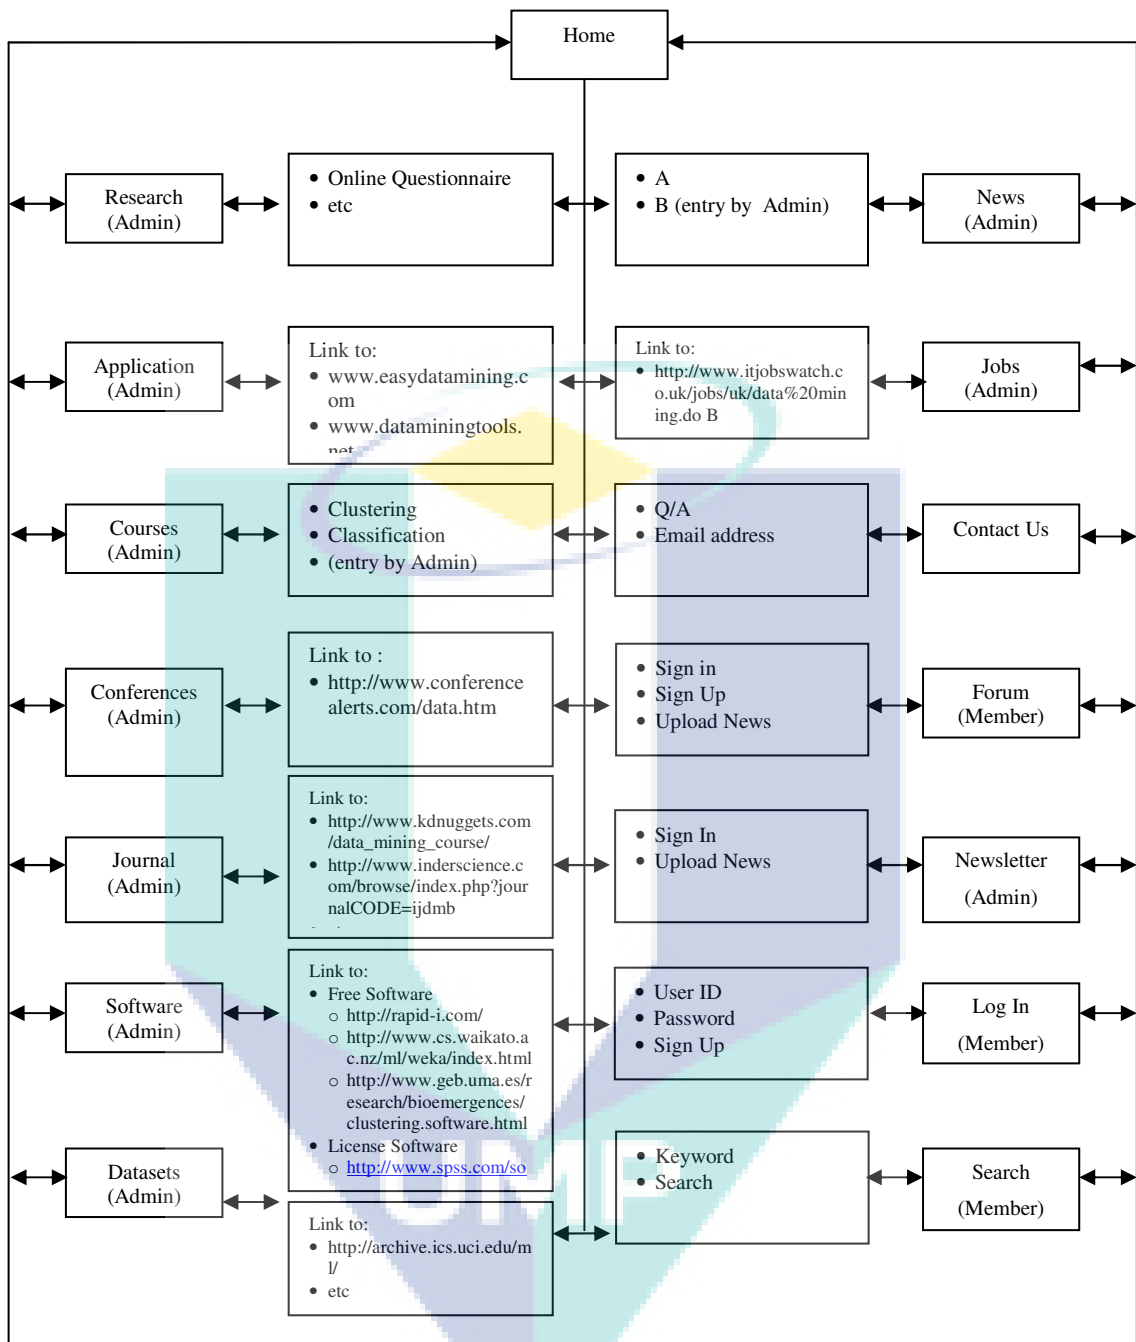 Home
Research
(Admin)
• Online Questionnaire
• etc
• A
• B (entry by Admin)
News
(Admin)
Application
(Admin)
Link to:
• www.easydatamining.c
om
• www.dataminingtools.
net
Link to:
• http://www.itjobswatch.c
o.uk/jobs/uk/data%20min
ing.do B
Jobs
(Admin)
Courses
(Admin)
• Clustering
• Classification
• (entry by Admin)
• Q/A
• Email address
Contact Us
Conferences
(Admin)
Link to :
• http://www.conference
alerts.com/data.htm
• Sign in
• Sign Up
• Upload News
Forum
(Member)
Journal
(Admin)
Link to:
• http://www.kdnuggets.com
/data_mining_course/
• http://www.inderscience.c
om/browse/index.php?jour
nalCODE=ijdmb
• Sign In
• Upload News
Newsletter
(Admin)
Software
(Admin)
Link to:
• Free Software
o http://rapid-i.com/
o http://www.cs.waikato.a
c.nz/ml/weka/index.html
o http://www.geb.uma.es/r
esearch/bioemergences/
clustering.software.html
• License Software
o http://www.spss.com/so
• User ID
• Password
• Sign Up
Log In
(Member)
Datasets
(Admin)
Link to:
• http://archive.ics.uci.edu/m
l/
• etc
• Keyword
• Search
Search
(Member)
UMP